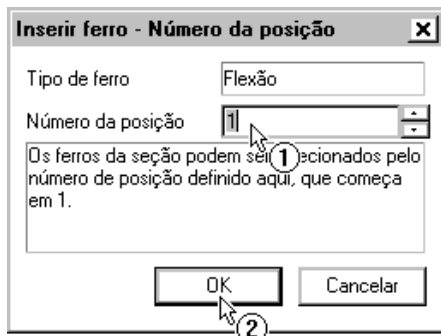 Inserir ferro - Número da posição
Tipo de ferro Flexão
Número da posição 1
1
Os ferros da seção podem ser pelo
número de posição definido aqui, que começa
em 1.
OK Cancelar
2